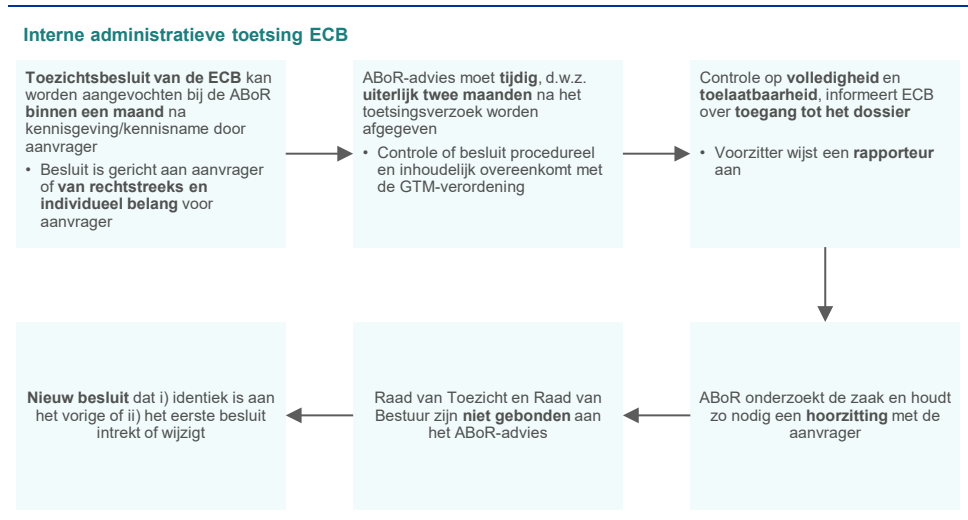 Interne administratieve toetsing ECB
Toezichtsbesluit van de ECB kan
worden aangevochten bij de ABoR
binnen een maand na
kennisgeving/kennisname door
aanvrager
• Besluit is gericht aan aanvrager
of van rechtstreeks en
individueel belang voor
aanvrager
ABoR-advies moet tijdig, d.w.z.
uiterlijk twee maanden na het
toetsingsverzoek worden
afgegeven
• Controle of besluit procedureel
en inhoudelijk overeenkomt met
de GTM-verordening
Controle op volledigheid en
toelaatbaarheid, informeert ECB
over toegang tot het dossier
• Voorzitter wijst een rapporteur
aan
ABoR onderzoekt de zaak en houdt
zo nodig een hoorzitting met de
aanvrager
Raad van Toezicht en Raad van
Bestuur zijn niet gebonden aan
het ABoR-advies
Nieuw besluit dat i) identiek is aan
het vorige of ii) het eerste besluit
intrekt of wijzigt